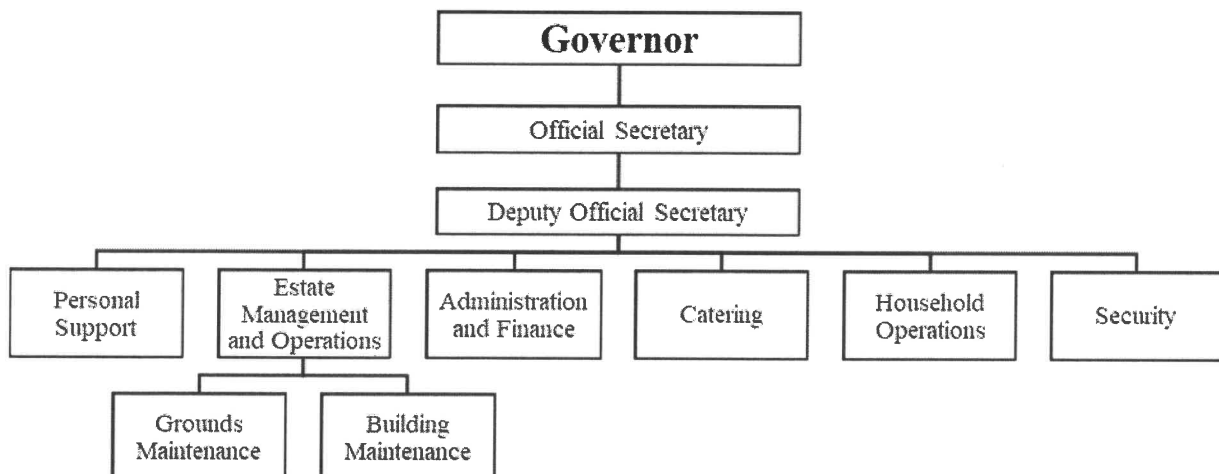 Governor
Official Secretary
Deputy Official Secretary
Personal
Support
Estate
Management
and Operations
Administration
and Finance
Catering
Household
Operations
Security
Grounds
Maintenance
Building
Maintenance